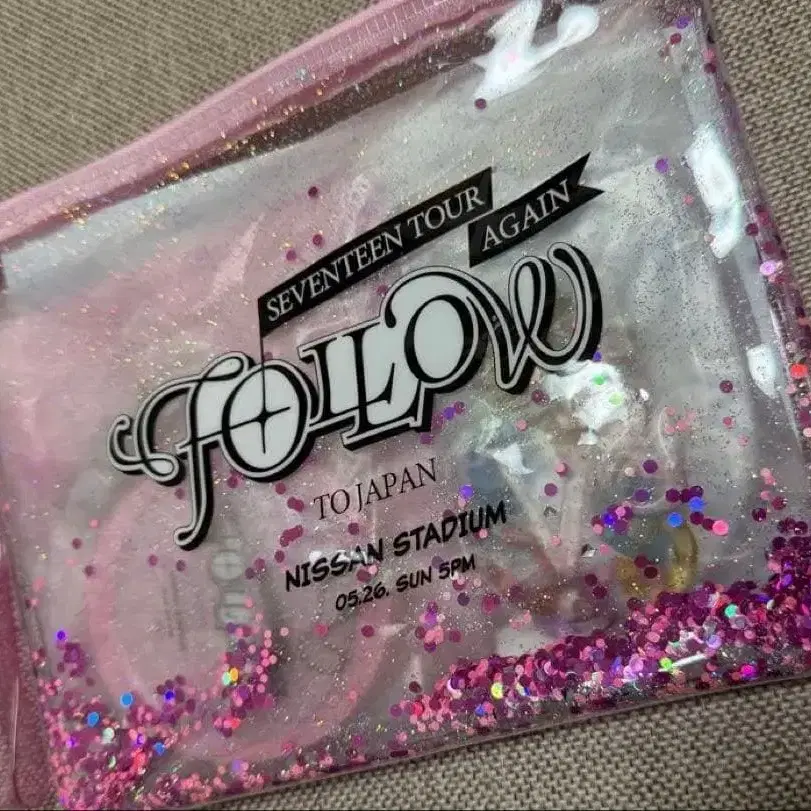 SEVENTEEN TOUR
AGAIN
FOLLOW
TO JAPAN
NISSAN STADIUM
05.26. SUN 5PM